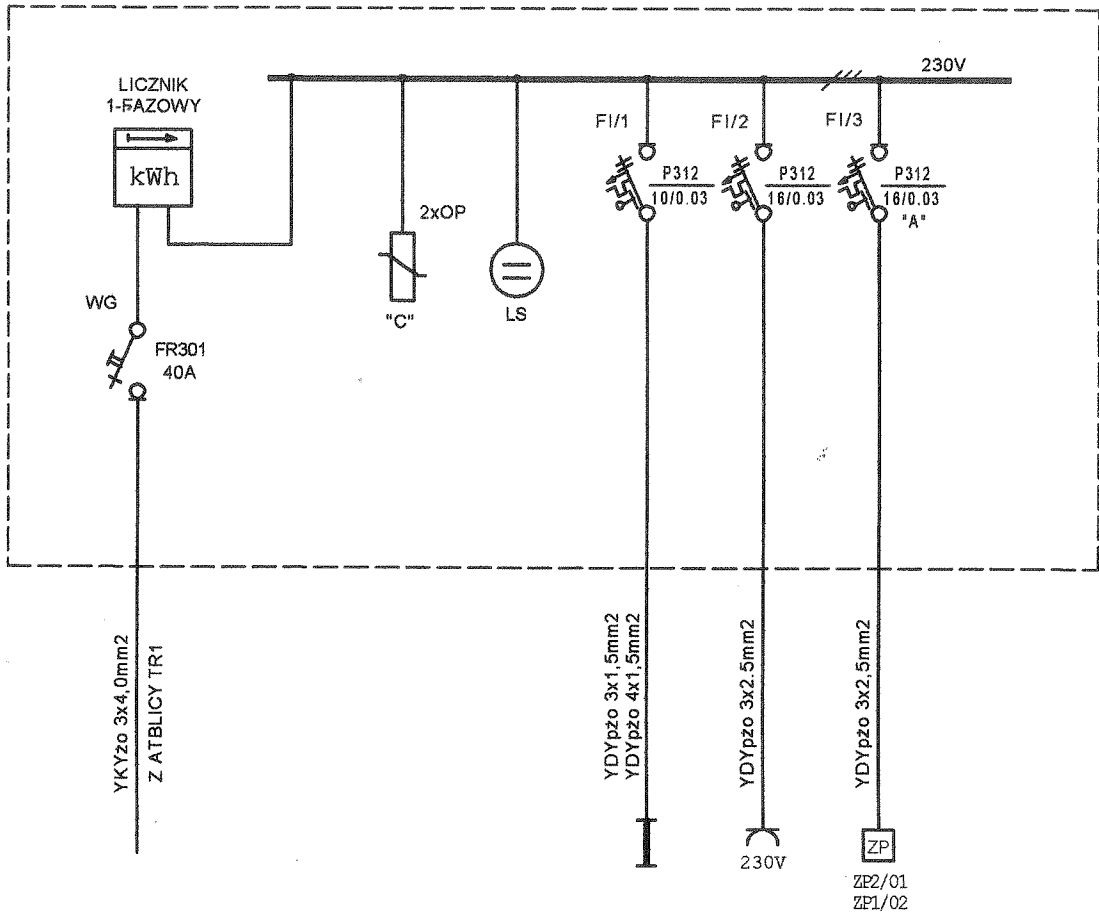 230V
LICZNIK
1-FAZOWY
kWh
FI/1
FI/2
FI/3
P312
10/0.03
P312
16/0.03
P312
16/0.03
"A"
2xOP
"C"
LS
WG
FR301
40A
YKYżo 3x4,0mm2
Z ATBLICY TR1
YDYpżo 3x1,5mm2
YDYpżo 4x1,5mm2
YDYpżo 3x2.5mm2
YDYpżo 3x2,5mm2
230V
ZP
ZP2/01
ZP1/02